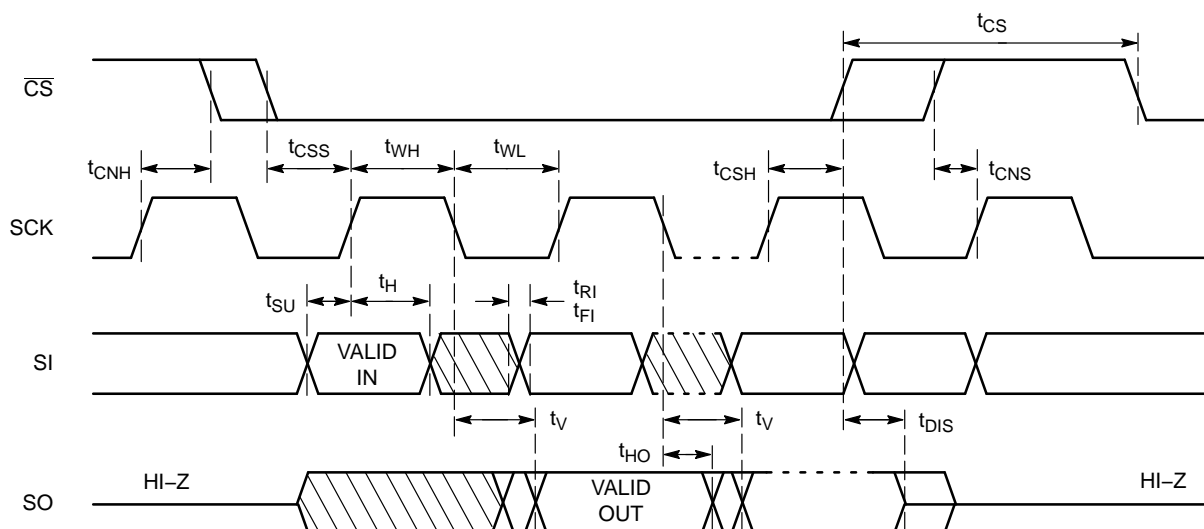 tCS
CS
tCNH
tCSS
tWH
tWL
tCSH
tCNS
SCK
tSU
tH
tRI
tFI
SI
VALID
IN
tV
tV
tDIS
tHO
SO
HI–Z
VALID
OUT
HI–Z